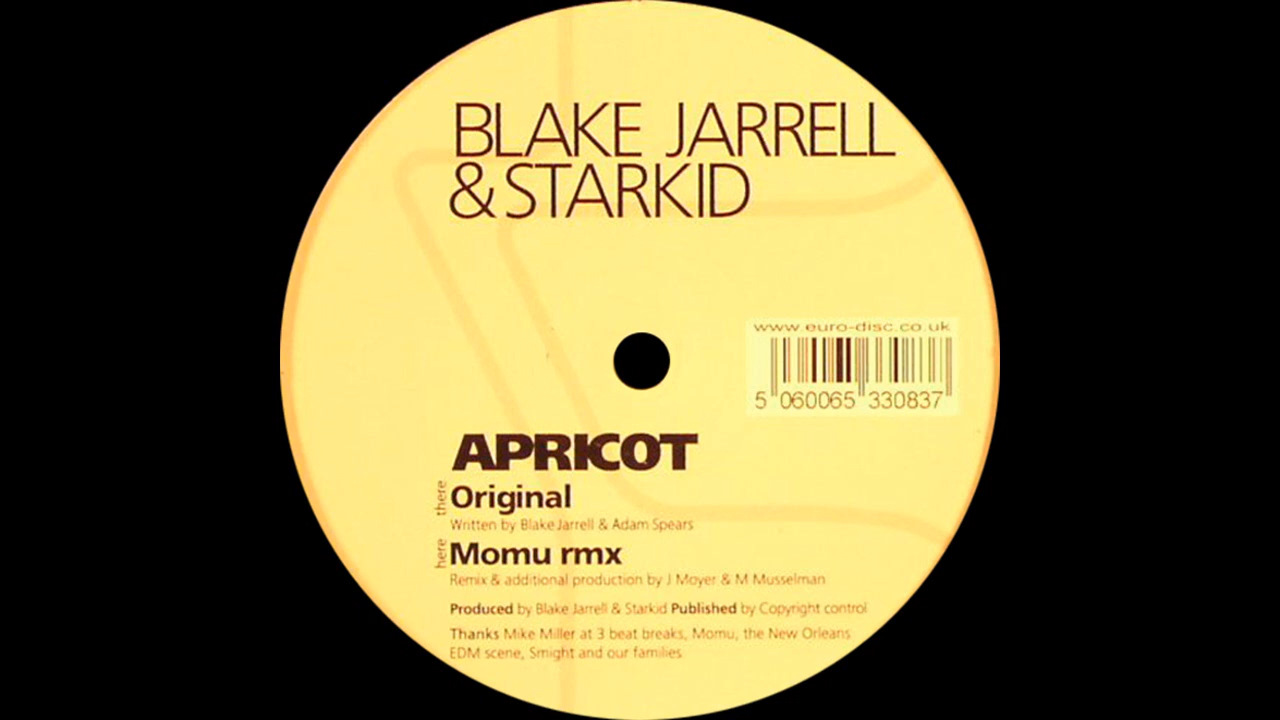 BLAKE JARRELL
& STARKID
www.euro-disc.co.uk
5 060065 330837
APRICOT
there
Original
Written by Blake Jarrell & Adam Spears
here
Momu rmx
Remix & additional production by J Moyer & M Musselman
Produced by Blake Jarrell & Starkid Published by Copyright control
Thanks Mike Miller at 3 beat breaks, Momu, the New Orleans
EDM scene, Smight and our families